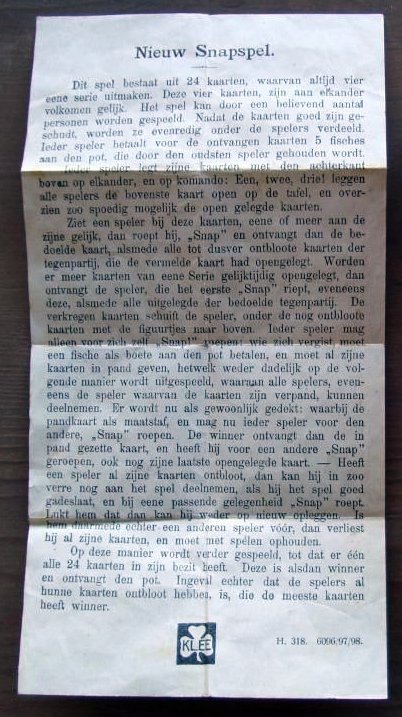 Nieuw Snapspel.
Dit spel bestaat uit 24 kaarten, waarvan altijd vier
eene serie uitmaken. Deze vier kaarten, zijn aan elkander
volkomen gelijk. Het spel kan door een believend aantal
personen worden gespeeld. Nadat de kaarten goed zijn ge-
schudt, worden ze evenredig onder de spelers verdeeld.
Ieder speler betaalt voor de ontvangen kaarten 5 fisches
aan den pot, die door den oudsten speler gehouden wordt.
Ieder speler legt zijne kaarten met den achterkant
boven op elkander, en op komando: Een, twee, drie! leggen
alle spelers de bovenste kaart open op de tafel, en over-
zien zoo spoedig mogelijk de open gelegde kaarten.
Ziet een speler bij deze kaarten, eene of meer aan de
zijne gelijk, dan roept hij, „Snap" en ontvangt dan de be-
doelde kaart, alsmede alle tot dusver ontbloote kaarten der
tegenpartij, die de vermelde kaart had opengelegt. Worden
er meer kaarten van eene Serie gelijktijdig opengelegt, dan
ontvangt de speler, die het eerste „Snap" riept, eveneens
deze, alsmede alle uitgelegde der bedoelde tegenpartij. De
verkregen kaarten schuift de speler, onder de nog ontbloote
kaarten met de figuurtjes naar boven. Ieder speler mag
alleen voor zich zelf „Snap!" roepen: wie zich vergist, moet
een fische als boete aan den pot betalen, en moet al zijne
kaarten in pand geven, hetwelk weder dadelijk op de vol-
gende manier wordt uitgespeeld, waaraan alle spelers, even-
eens de speler waarvan de kaarten zijn verpand, kunnen
deelnemen. Er wordt nu als gewoonlijk gedekt: waarbij de
pandkaart als maatstaf, en mag nu ieder speler voor den
andere, „Snap" roepen. De winner ontvangt dan de in
pand gezette kaart, en heeft hij voor een andere „Snap"
geroepen, ook nog zijne laatste opengelegde kaart. — Heeft
een speler al zijne kaarten ontbloot, dan kan hij in zoo
verre nog aan het spel deelnemen, als hij het spel goed
gadeslaat, en bij eene passende gelegenheid „Snap" roept.
Lukt hem dat dan kan hij weder op nieuw opleggen. Is
hem daarmede echter een anderen speler vóór, dan verliest
hij al zijne kaarten, en moet met spelen ophouden.
Op deze manier wordt verder gespeeld, tot dat er één
alle 24 kaarten in zijn bezit heeft. Deze is alsdan winner
en ontvangt den pot. Ingeval echter dat de spelers al
hunne kaarten ontbloot hebben, is, die de meeste kaarten
heeft winner.
KLEE
H. 318. 6096/97/98.